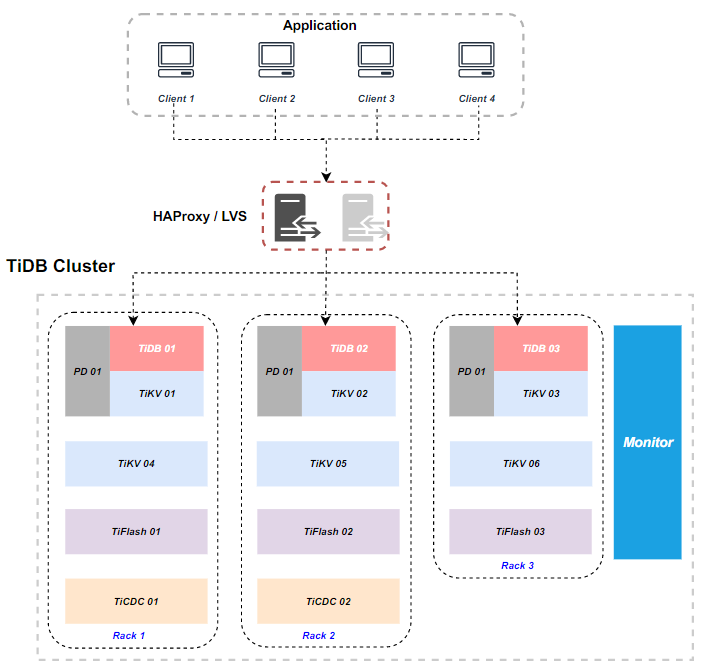 Application
Client 1
Client 2
Client 3
Client 4
HAProxy / LVS
TiDB Cluster
PD 01
TiDB 01
TiKV 01
TiKV 04
TiFlash 01
TiCDC 01
Rack 1
PD 01
TiDB 02
TiKV 02
TiKV 05
TiFlash 02
TiCDC 02
Rack 2
PD 01
TiDB 03
TiKV 03
TiKV 06
TiFlash 03
Rack 3
Monitor